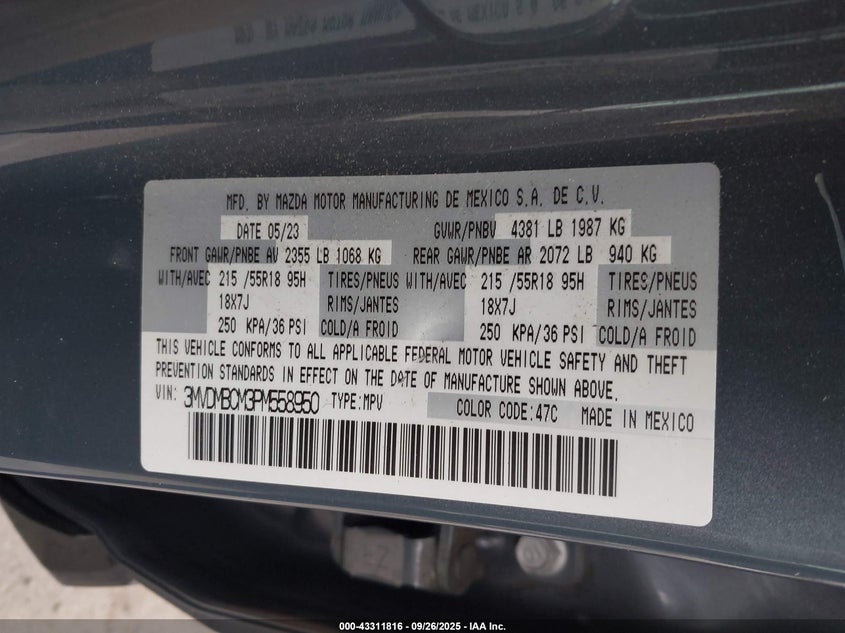 MFD. BY MAZDA MOTOR MANUFACTURING DE MEXICO S.A. DE C.V.
DATE 05/23 GVWR/PNBV 4381 LB 1987 KG
FRONT GAWR/PNBE AV 2355 LB 1068 KG REAR GAWR/PNBE AR 2072 LB 940 KG
WITH/AVEC 215 /55R18 95H TIRES/PNEUS WITH/AVEC 215 /55R18 95H TIRES/PNEUS
18X7J RIMS/JANTES 18X7J RIMS/JANTES
250 KPA/36 PSI COLD/A FROID 250 KPA/36 PSI COLD/A FROID
THIS VEHICLE CONFORMS TO ALL APPLICABLE FEDERAL MOTOR VEHICLE SAFETY AND THEFT
PREVENTION STANDARDS IN EFFECT ON THE DATE OF MANUFACTURE SHOWN ABOVE.
VIN: 3MVDMBCM3PM558950 TYPE:MPV COLOR CODE:47C MADE IN MEXICO
000-43311816 - 09/26/2025 - IAA Inc.